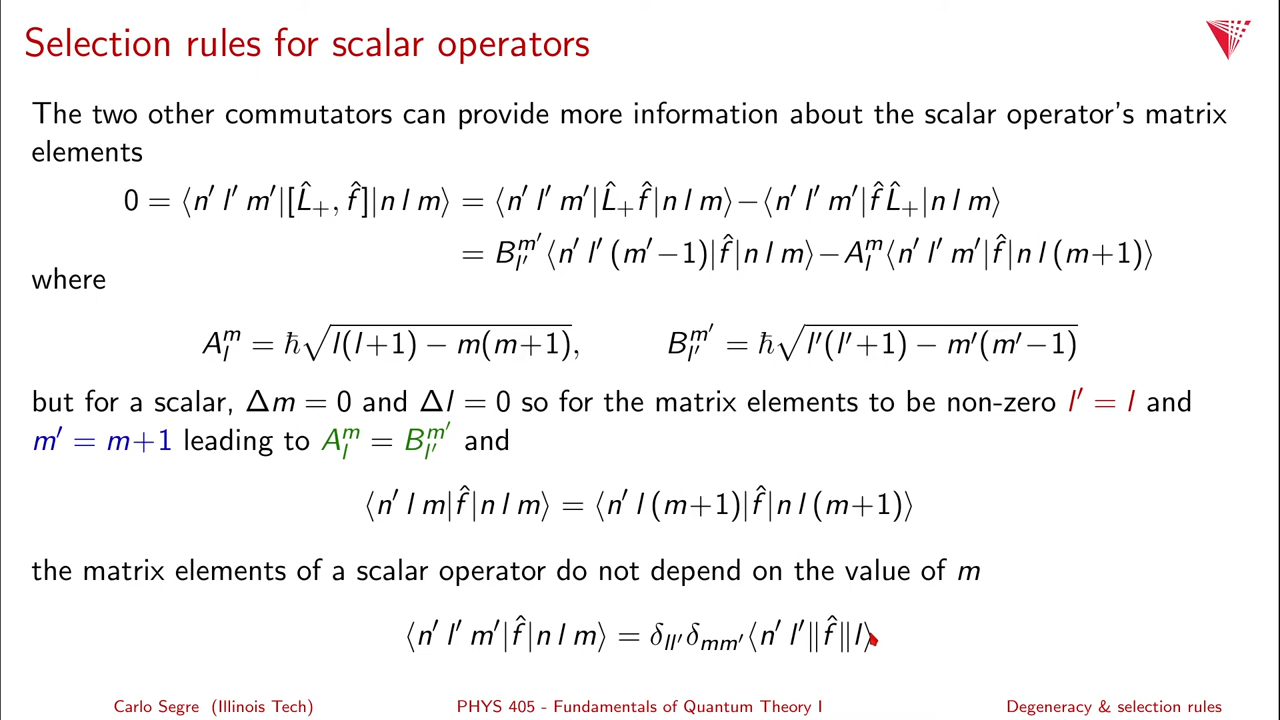 Selection rules for scalar operators
The two other commutators can provide more information about the scalar operator's matrix
elements
0 = ⟨n′ l′ m′|[L̂₊, f̂]|n l m⟩ = ⟨n′ l′ m′|L̂₊f̂|n l m⟩−⟨n′ l′ m′|f̂L̂₊|n l m⟩
= B_{l′}^{m′}⟨n′ l′ (m′−1)|f̂|n l m⟩−A_l^m⟨n′ l′ m′|f̂|n l (m+1)⟩
where
A_l^m = ħ√(l(l+1) − m(m+1)), B_{l′}^{m′} = ħ√(l′(l′+1) − m′(m′−1))
but for a scalar, Δm = 0 and Δl = 0 so for the matrix elements to be non-zero l′ = l and
m′ = m+1 leading to A_l^m = B_{l′}^{m′} and
⟨n′ l m|f̂|n l m⟩ = ⟨n′ l (m+1)|f̂|n l (m+1)⟩
the matrix elements of a scalar operator do not depend on the value of m
⟨n′ l′ m′|f̂|n l m⟩ = δ_{ll′}δ_{mm′}⟨n′ l′‖f̂‖l⟩
Carlo Segre (Illinois Tech) PHYS 405 - Fundamentals of Quantum Theory I Degeneracy & selection rules